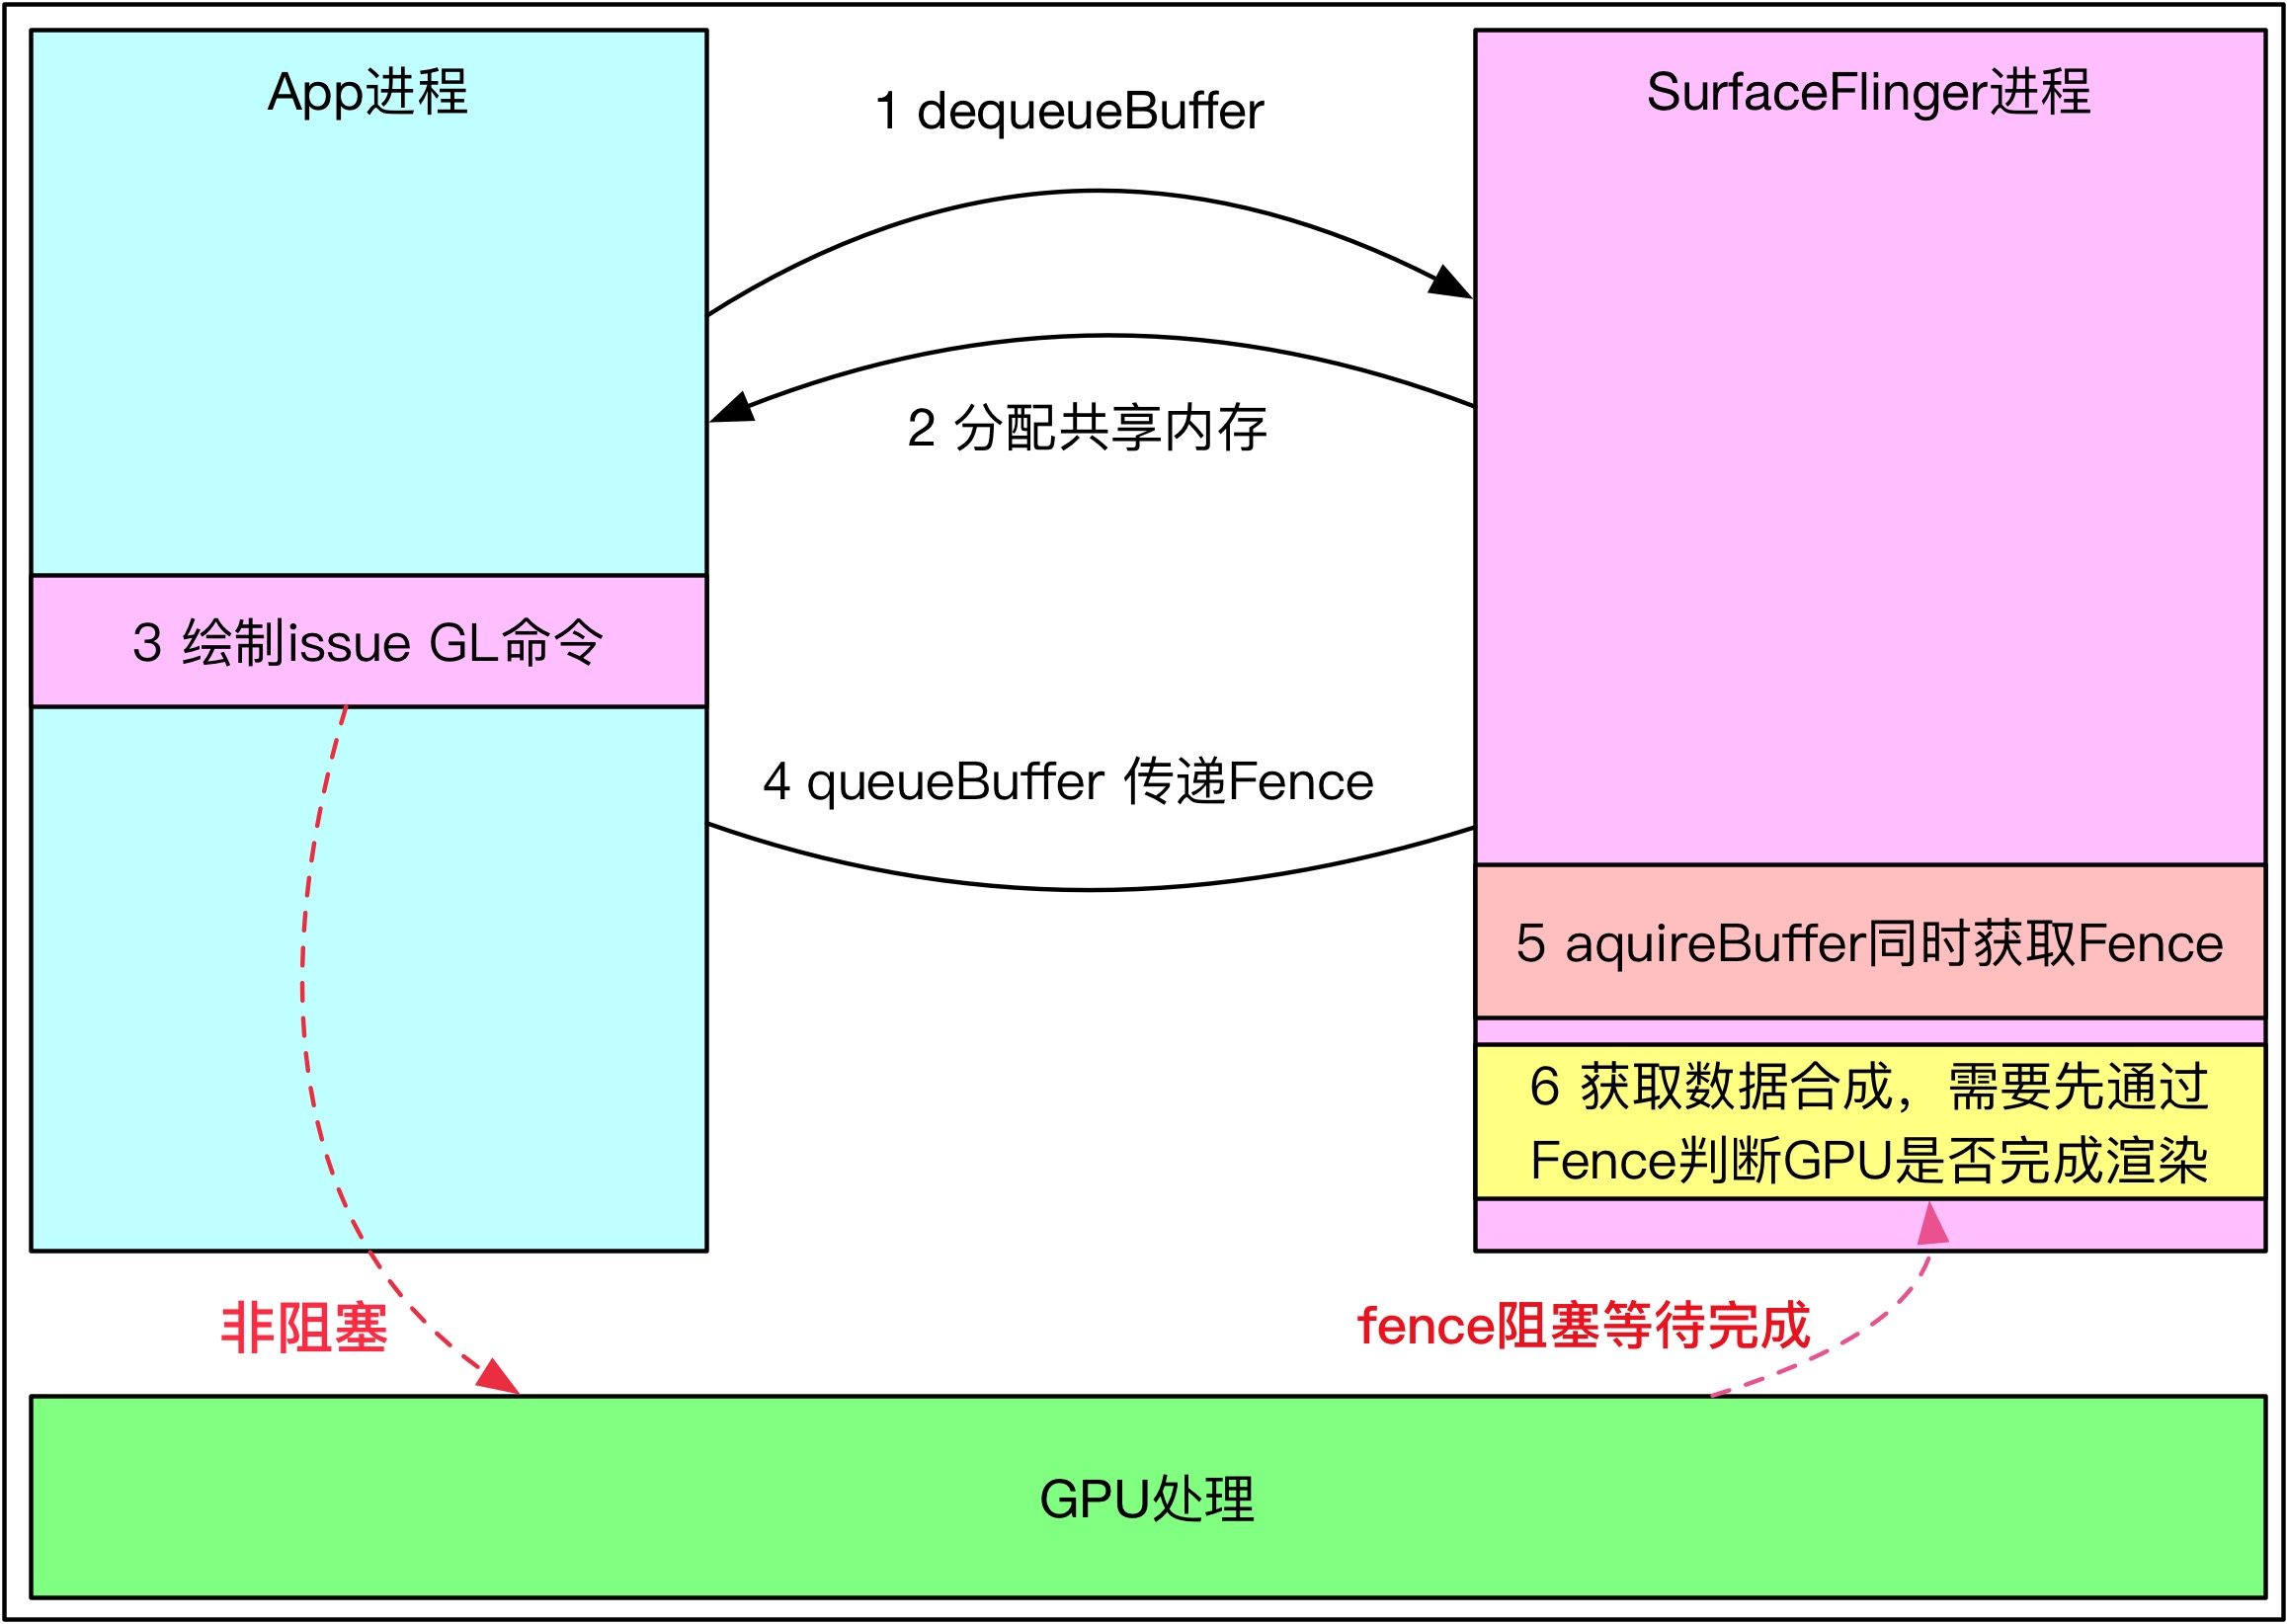 App进程
SurfaceFlinger进程
1 dequeueBuffer
2 分配共享内存
3 绘制issue GL命令
4 queueBuffer 传递Fence
5 aquireBuffer同时获取Fence
6 获取数据合成，需要先通过
Fence判断GPU是否完成渲染
非阻塞
fence阻塞等待完成
GPU处理